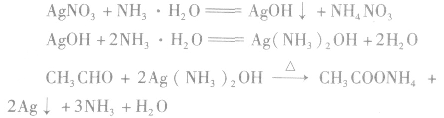 AgNO₃ + NH₃ · H₂O ══ AgOH ↓ + NH₄NO₃
AgOH + 2NH₃ · H₂O ══ Ag(NH₃)₂OH + 2H₂O
CH₃CHO + 2Ag(NH₃)₂OH —△→ CH₃COONH₄ +
2Ag ↓ + 3NH₃ + H₂O